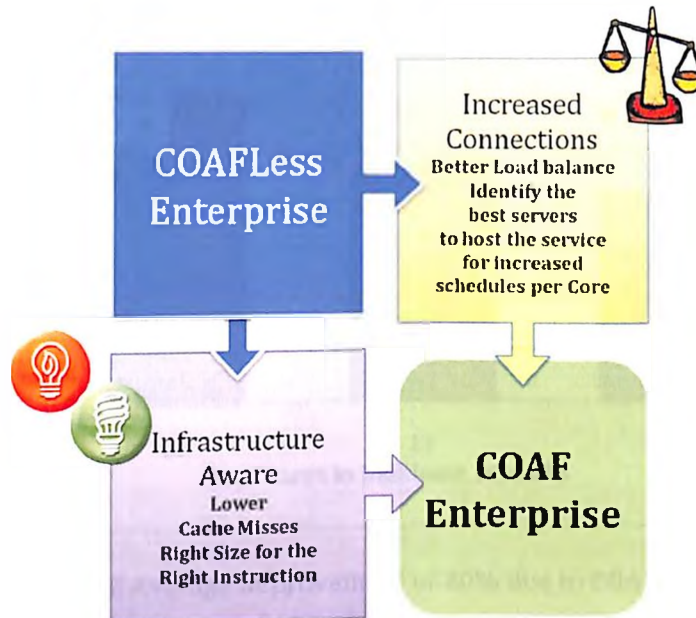 COAFLess
Enterprise
Increased
Connections
Better Load balance
Identify the
best servers
to host the service
for increased
schedules per Core
Infrastructure
Aware
Lower
Cache Misses
Right Size for the
Right Instruction
COAF
Enterprise